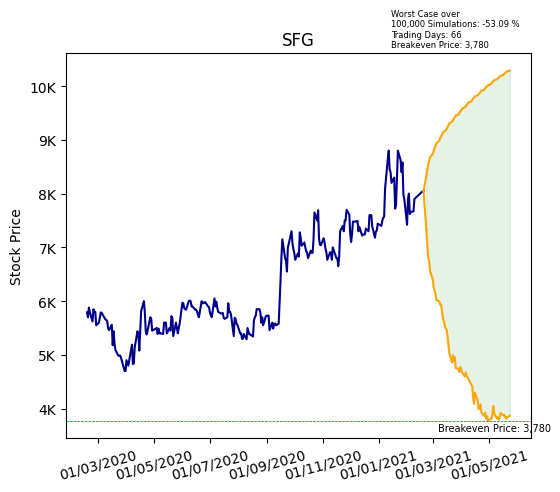 Worst Case over
100,000 Simulations: -53.09 %
Trading Days: 66
Breakeven Price: 3,780
SFG
Stock Price
10K
9K
8K
7K
6K
5K
4K
Breakeven Price: 3,780
01/03/2020
01/05/2020
01/07/2020
01/09/2020
01/11/2020
01/01/2021
01/03/2021
01/05/2021